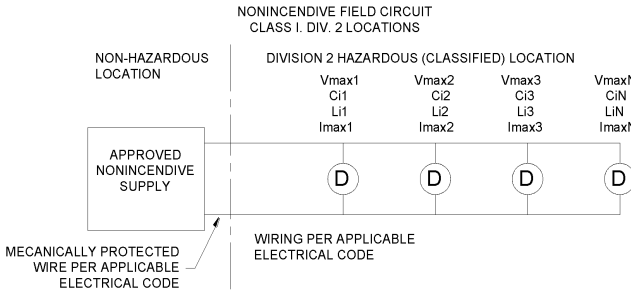 NONINCENDIVE FIELD CIRCUIT
CLASS I. DIV. 2 LOCATIONS
NON-HAZARDOUS
LOCATION
DIVISION 2 HAZARDOUS (CLASSIFIED) LOCATION
Vmax1 Vmax2 Vmax3 VmaxN
Ci1 Ci2 Ci3 CiN
Li1 Li2 Li3 LiN
Imax1 Imax2 Imax3 ImaxN
APPROVED
NONINCENDIVE
SUPPLY
D D D D
MECANICALLY PROTECTED
WIRE PER APPLICABLE
ELECTRICAL CODE
WIRING PER APPLICABLE
ELECTRICAL CODE